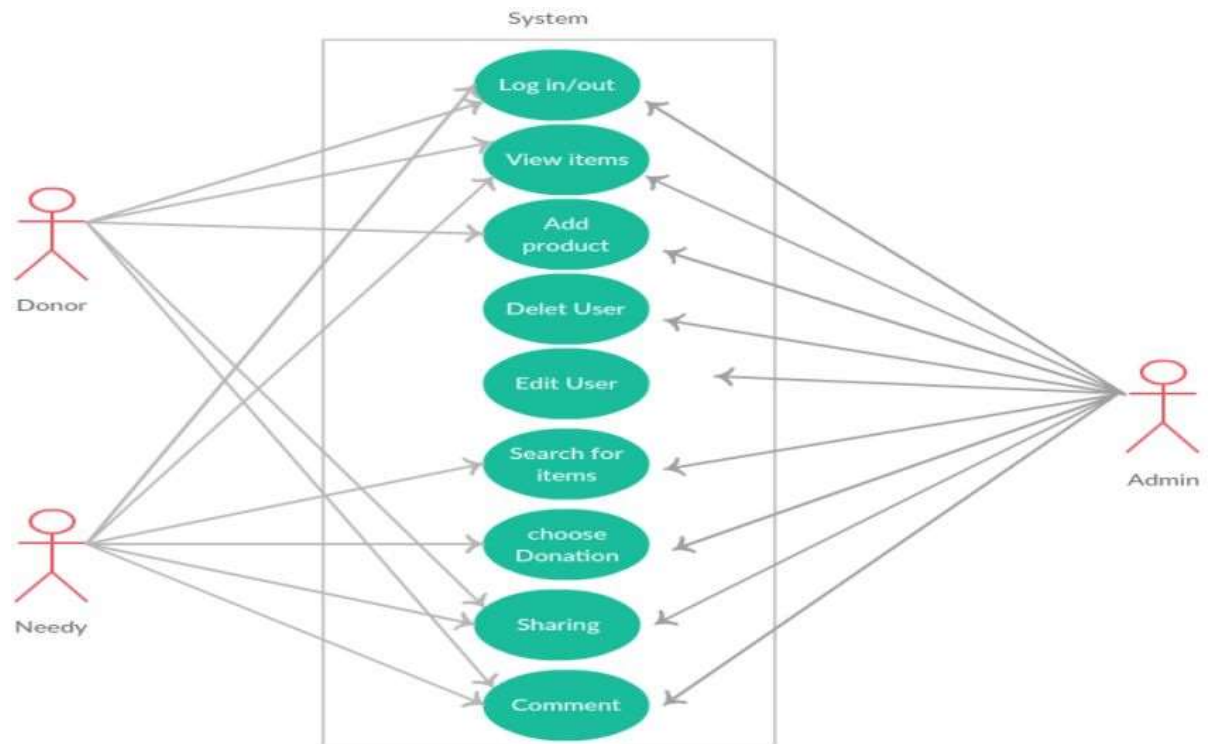 System
Log in/out
View items
Add
product
Donor
Delet User
Edit User
Search for
items
Admin
choose
Donation
Needy
Sharing
Comment